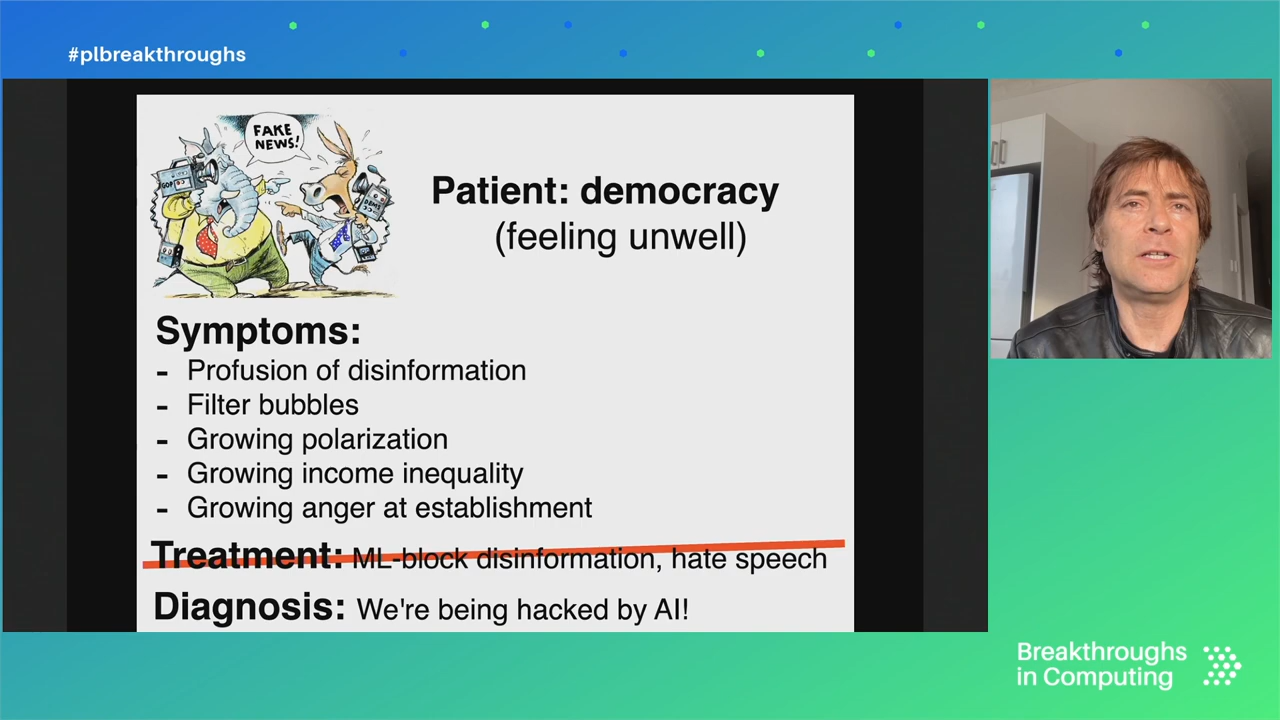 #plbreakthroughs
FAKE
NEWS!
GOP
DEMS
Patient: democracy
(feeling unwell)
Symptoms:
- Profusion of disinformation
- Filter bubbles
- Growing polarization
- Growing income inequality
- Growing anger at establishment
Treatment: ML-block disinformation, hate speech
Diagnosis: We're being hacked by AI!
Breakthroughs
in Computing